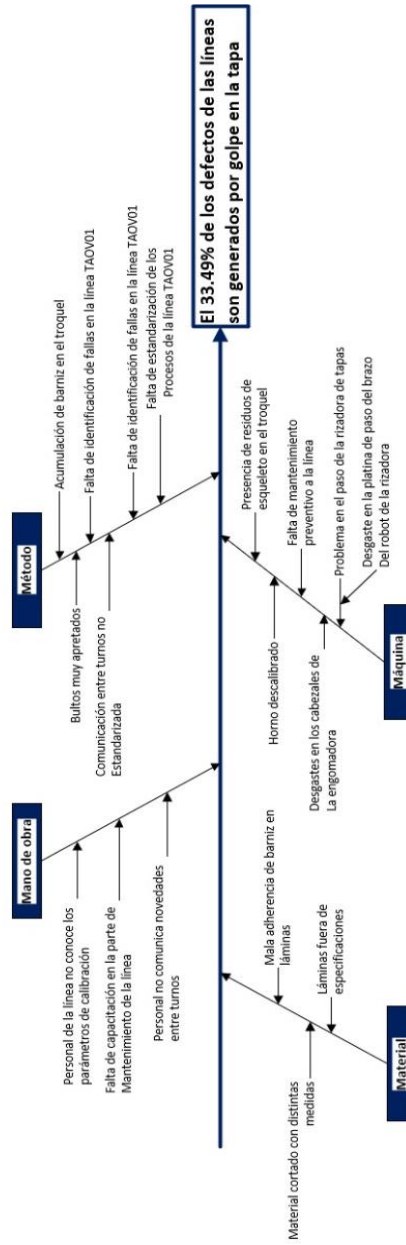 Mano de obra
Personal de la línea no conoce los
parámetros de calibración
Falta de capacitación en la parte de
Mantenimiento de la línea
Personal no comunica novedades
entre turnos
Método
Acumulación de barniz en el troquel
Falta de identificación de fallas en la línea TAOV01
Falta de identificación de fallas en la línea TAOV01
Falta de estandarización de los
Procesos de la línea TAOV01
Bultos muy apretados
Comunicación entre turnos no
Estandarizada
El 33.49% de los defectos de las líneas
son generados por golpe en la tapa
Material
Mala adherencia de barniz en
láminas
Láminas fuera de
especificaciones
Material cortado con distintas
medidas
Máquina
Presencia de residuos de
esqueleto en el troquel
Falta de mantenimiento
preventivo a la línea
Problema en el paso de la rizadora de tapas
Desgaste en la platina de paso del brazo
Del robot de la rizadora
Horno descalibrado
Desgastes en los cabezales de
La engomadora